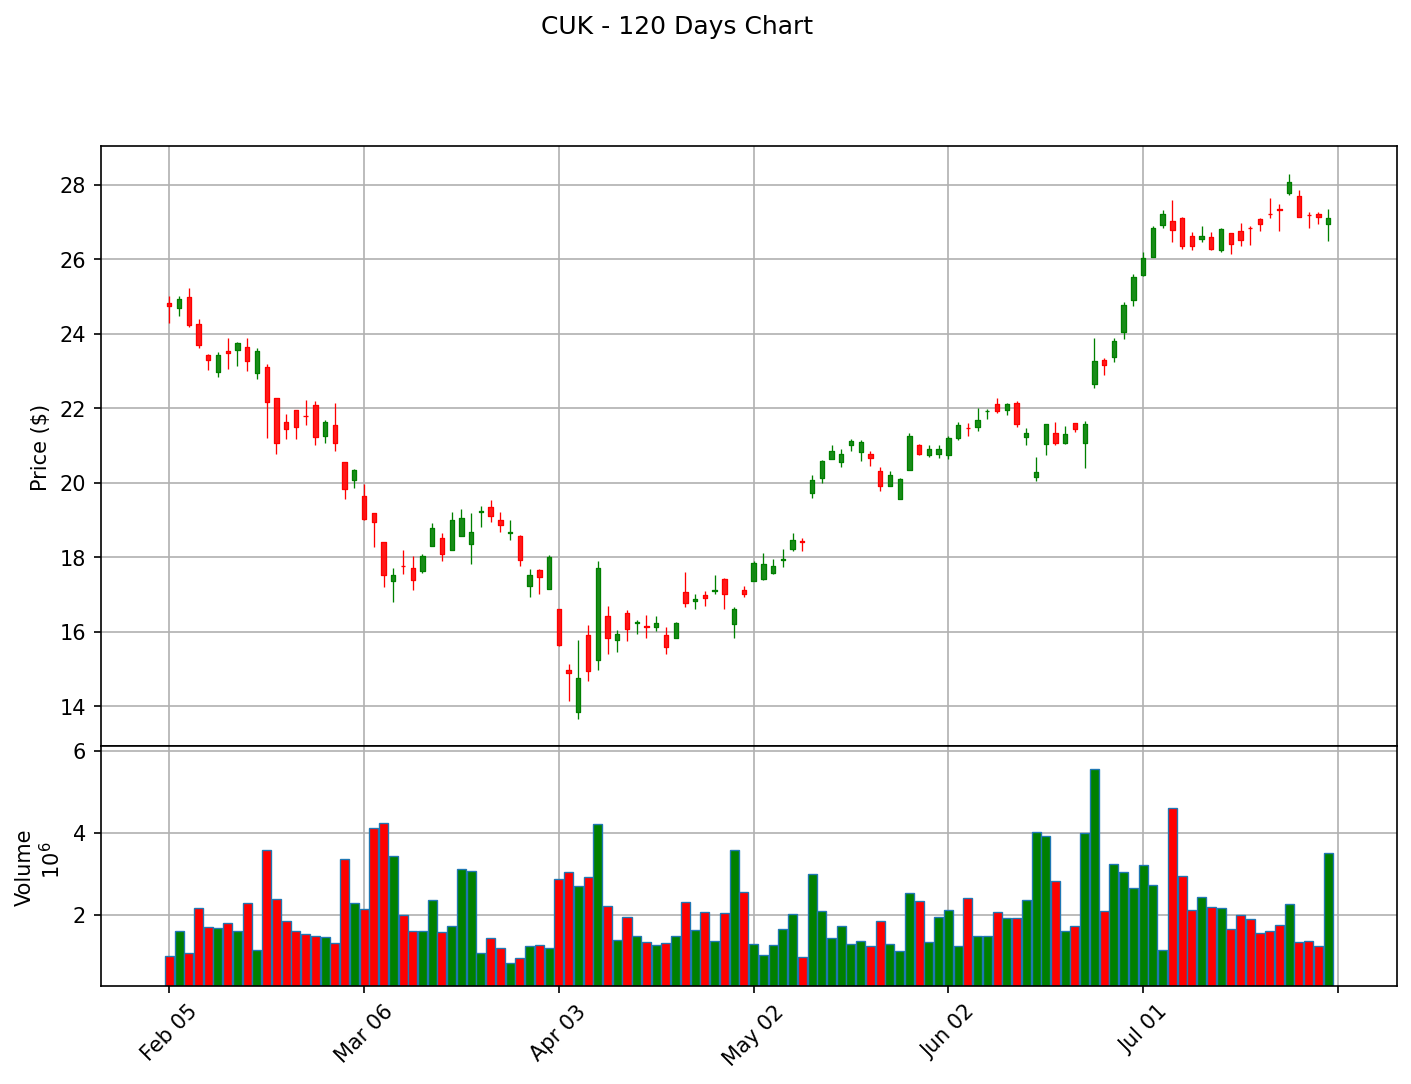 CUK - 120 Days Chart
Price ($)
28
26
24
22
20
18
16
14
Volume
10^6
6
4
2
Feb 05
Mar 06
Apr 03
May 02
Jun 02
Jul 01